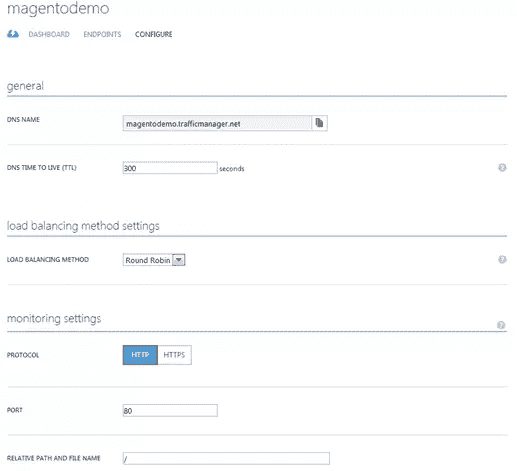 magentodemo
DASHBOARD ENDPOINTS CONFIGURE
general
DNS NAME magentodemo.trafficmanager.net
DNS TIME TO LIVE (TTL) 300 seconds ?
load balancing method settings
LOAD BALANCING METHOD Round Robin ?
monitoring settings ?
PROTOCOL HTTP HTTPS
PORT 80
RELATIVE PATH AND FILE NAME /